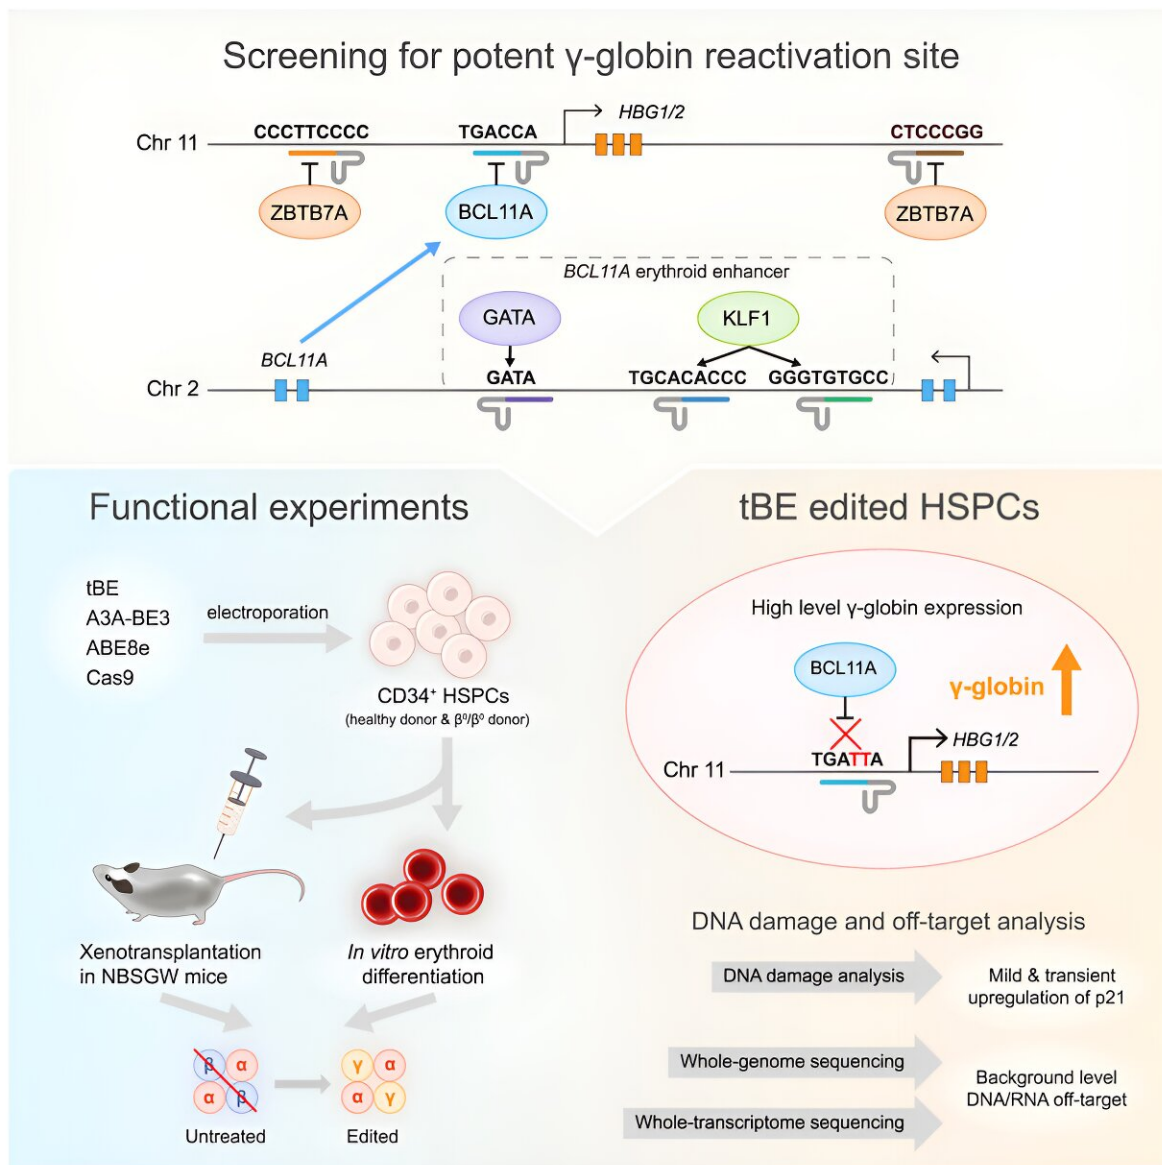 Screening for potent γ-globin reactivation site
HBG1/2
CCCTTCCCC
TGACCA
CTCCCGG
Chr 11
ZBTB7A
BCL11A
ZBTB7A
BCL11A erythroid enhancer
GATA
KLF1
BCL11A
GATA
TGCACACCC
GGGTGTGCC
Chr 2
Functional experiments
tBE
A3A-BE3
ABE8e
Cas9
electroporation
CD34⁺ HSPCs
(healthy donor & β⁰/β⁰ donor)
Xenotransplantation
in NBSGW mice
In vitro erythroid
differentiation
β α
α β
γ α
α γ
Untreated
Edited
tBE edited HSPCs
High level γ-globin expression
BCL11A
γ-globin
HBG1/2
TGATTA
Chr 11
DNA damage and off-target analysis
DNA damage analysis
Mild & transient
upregulation of p21
Whole-genome sequencing
Whole-transcriptome sequencing
Background level
DNA/RNA off-target